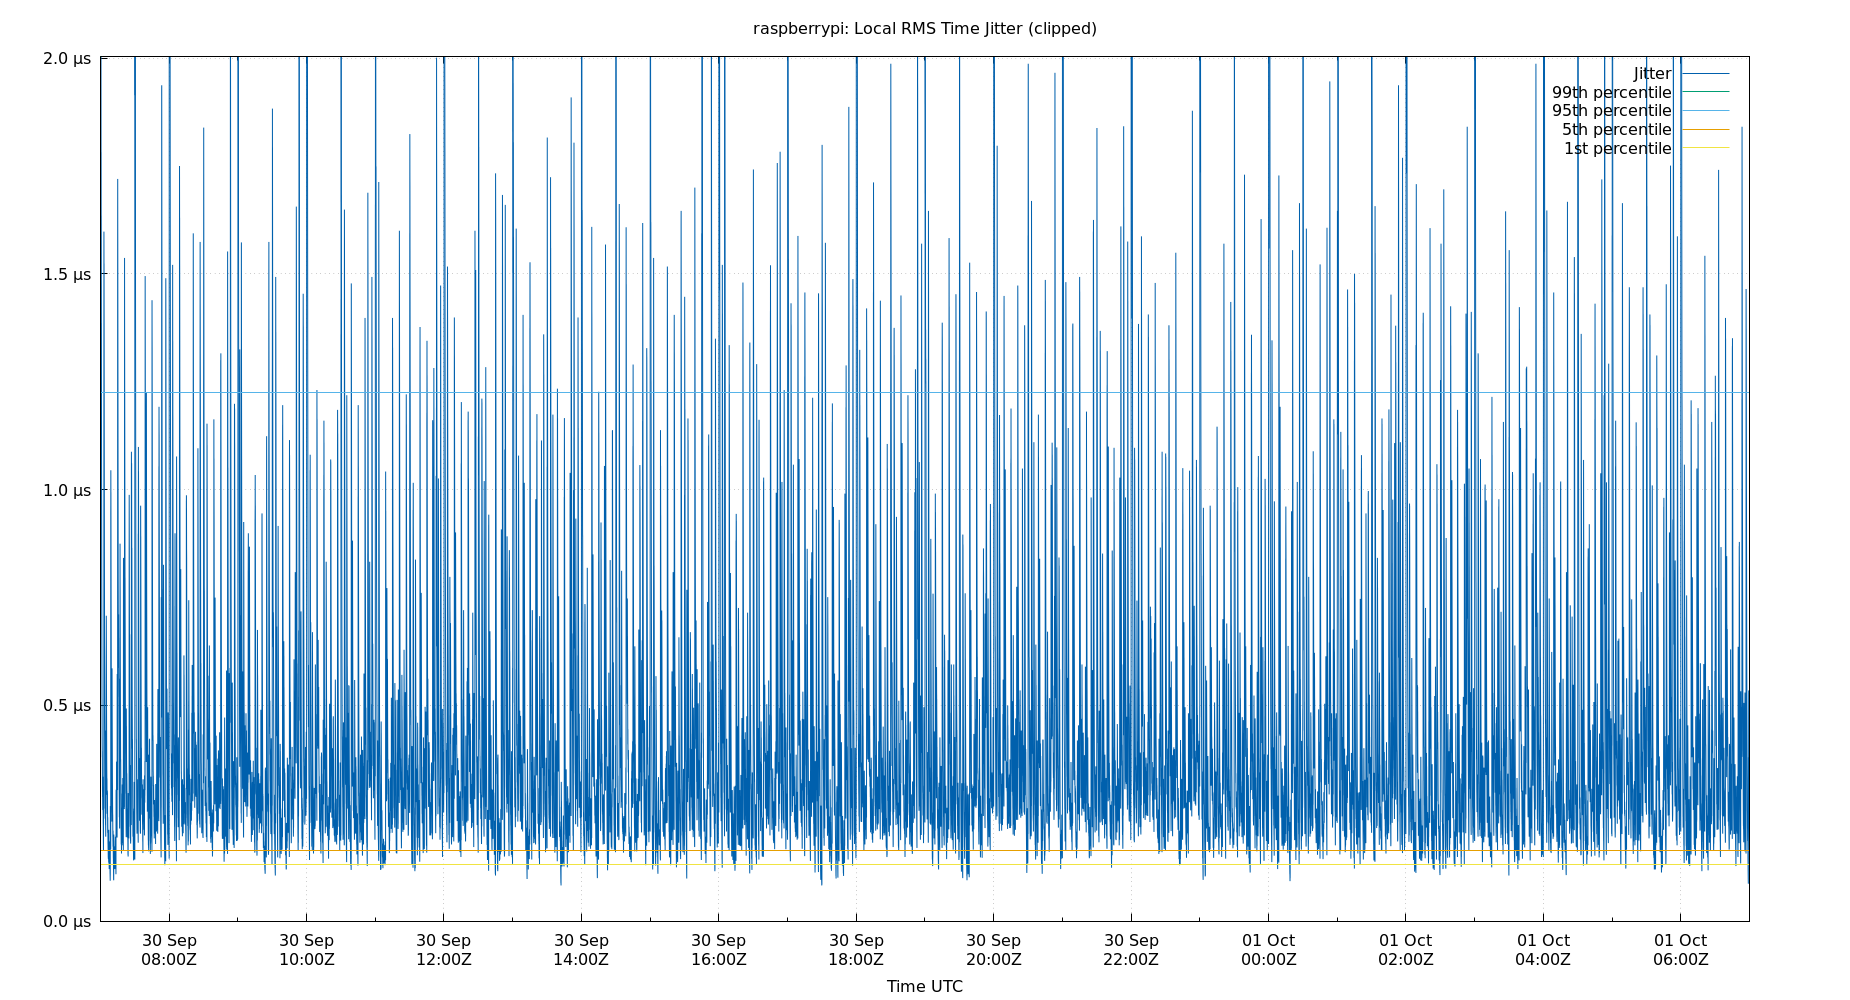 raspberrypi: Local RMS Time Jitter (clipped)
2.0 μs
1.5 μs
1.0 μs
0.5 μs
0.0 μs
Jitter
99th percentile
95th percentile
5th percentile
1st percentile
30 Sep 30 Sep 30 Sep 30 Sep 30 Sep 30 Sep 30 Sep 30 Sep 01 Oct 01 Oct 01 Oct 01 Oct
08:00Z 10:00Z 12:00Z 14:00Z 16:00Z 18:00Z 20:00Z 22:00Z 00:00Z 02:00Z 04:00Z 06:00Z
Time UTC